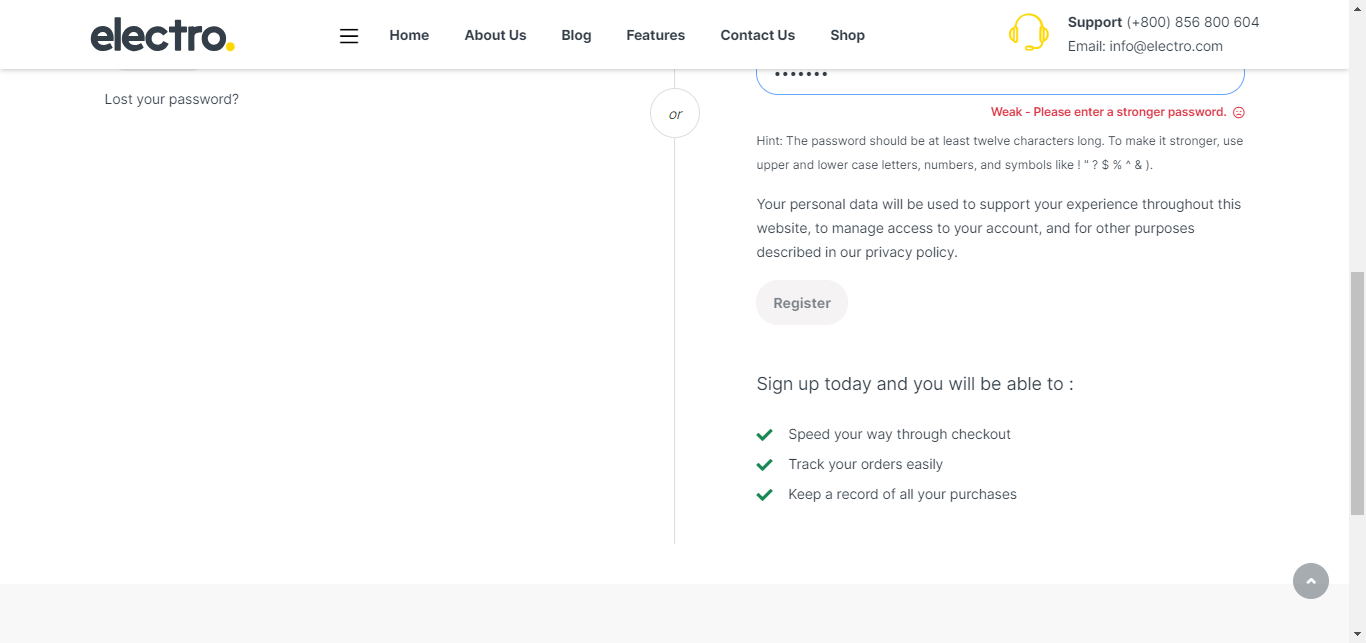 electro.
Home About Us Blog Features Contact Us Shop
Support (+800) 856 800 604
Email: info@electro.com
Lost your password?
or
•••••••
Weak - Please enter a stronger password.
Hint: The password should be at least twelve characters long. To make it stronger, use
upper and lower case letters, numbers, and symbols like ! " ? $ % ^ & ).
Your personal data will be used to support your experience throughout this
website, to manage access to your account, and for other purposes
described in our privacy policy.
Register
Sign up today and you will be able to :
Speed your way through checkout
Track your orders easily
Keep a record of all your purchases